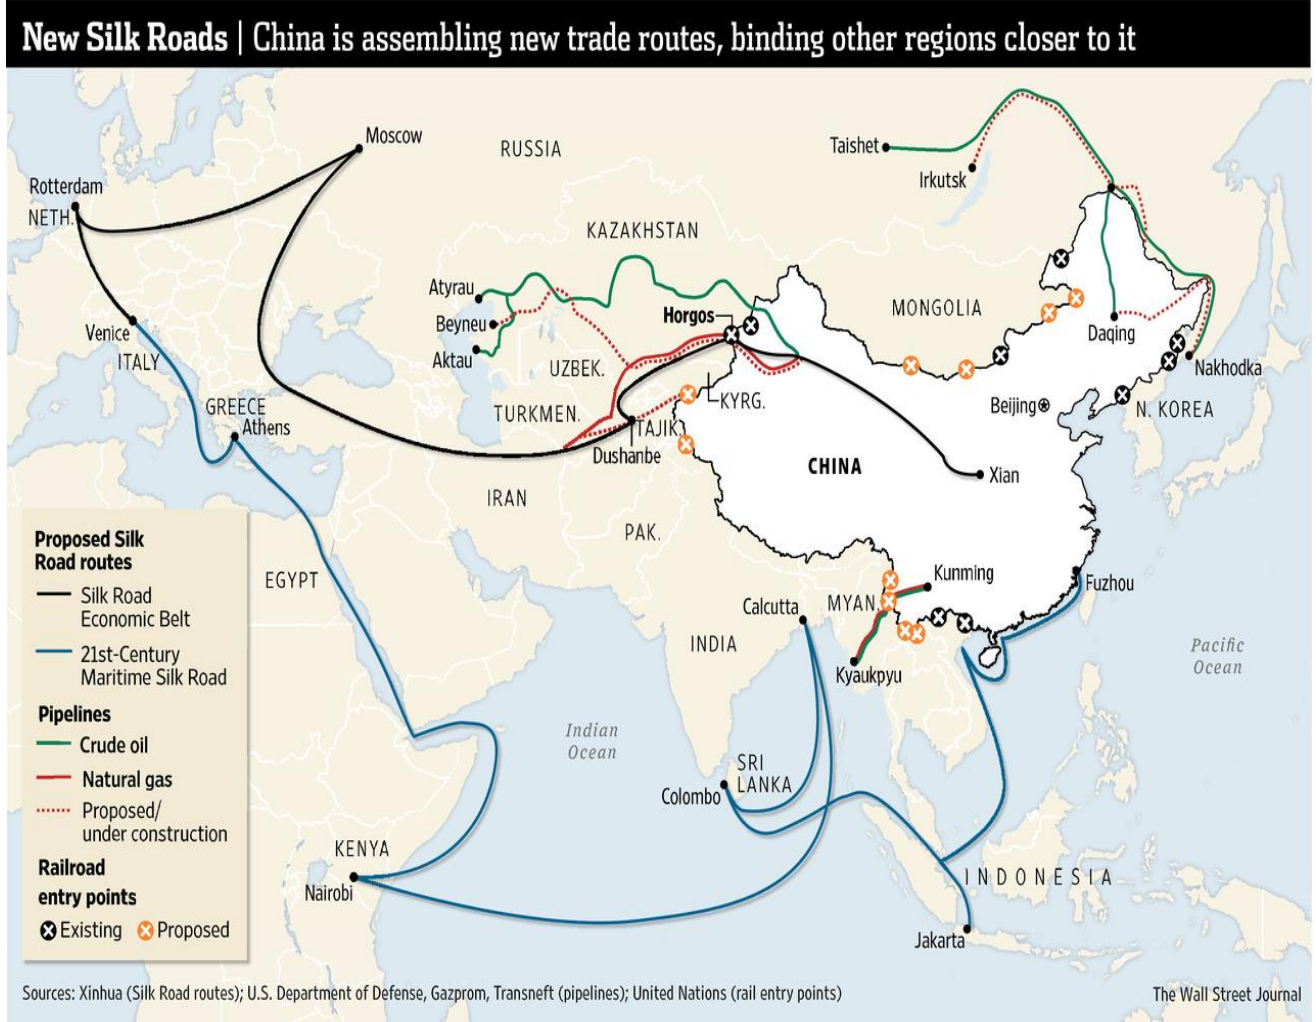 New Silk Roads | China is assembling new trade routes, binding other regions closer to it
Moscow
RUSSIA
Taishet
Irkutsk
Rotterdam
NETH.
KAZAKHSTAN
Atyrau
Beyneu
Aktau
Horgos
MONGOLIA
Daqing
Nakhodka
Venice
ITALY
UZBEK.
KYRG.
TURKMEN.
TAJIK.
Dushanbe
Beijing
N. KOREA
GREECE
Athens
CHINA
Xian
IRAN
PAK.
EGYPT
Kunming
Fuzhou
Calcutta
MYAN.
INDIA
Kyaukpyu
Pacific
Ocean
Indian
Ocean
SRI
LANKA
Colombo
KENYA
Nairobi
INDONESIA
Jakarta
Proposed Silk
Road routes
Silk Road
Economic Belt
21st-Century
Maritime Silk Road
Pipelines
Crude oil
Natural gas
Proposed/
under construction
Railroad
entry points
Existing
Proposed
Sources: Xinhua (Silk Road routes); U.S. Department of Defense, Gazprom, Transneft (pipelines); United Nations (rail entry points)
The Wall Street Journal